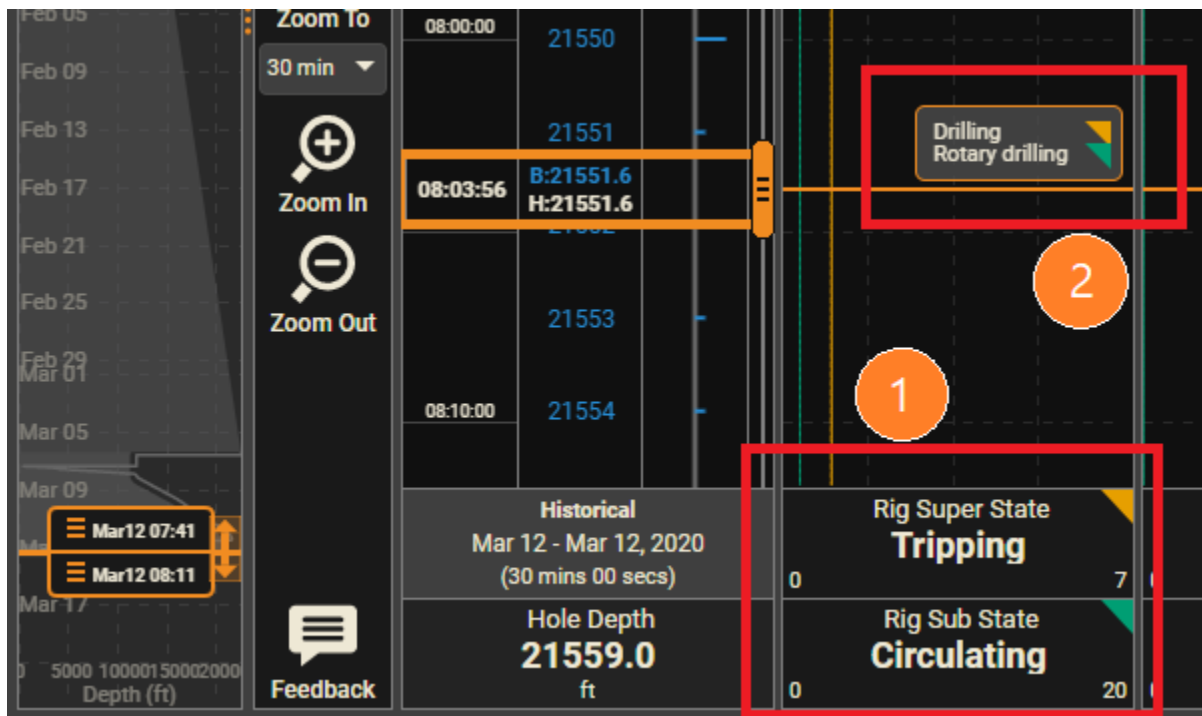 Feb 05
Feb 09
Feb 13
Feb 17
Feb 21
Feb 25
Feb 29
Mar 01
Mar 05
Mar 09
Mar12 07:41
Mar12 08:11
Mar 17
0 5000 10000 15000 2000
Depth (ft)
Zoom To
30 min
Zoom In
Zoom Out
Feedback
08:00:00
21550
21551
08:03:56
B:21551.6
H:21551.6
21553
08:10:00
21554
Historical
Mar 12 - Mar 12, 2020
(30 mins 00 secs)
Hole Depth
21559.0
ft
Drilling
Rotary drilling
2
1
Rig Super State
Tripping
0 7
Rig Sub State
Circulating
0 20